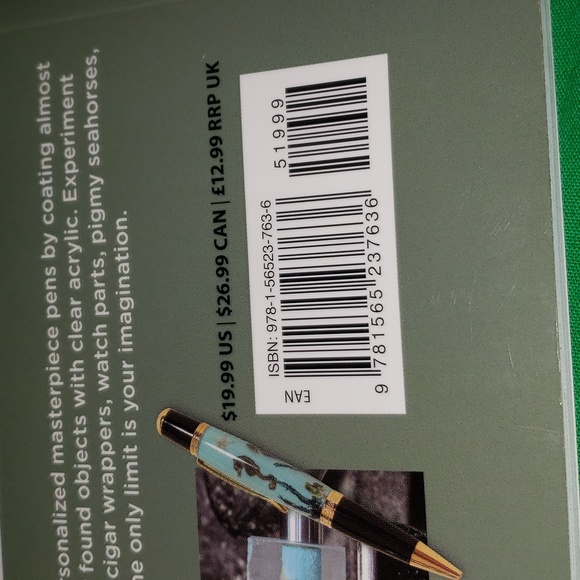 sonalized masterpiece pens by coating almost
found objects with clear acrylic. Experiment
cigar wrappers, watch parts, pigmy seahorses,
only limit is your imagination.
$19.99 US | $26.99 CAN | £12.99 RRP UK
ISBN: 978-1-56523-763-6
51999
EAN
9 781565 237636